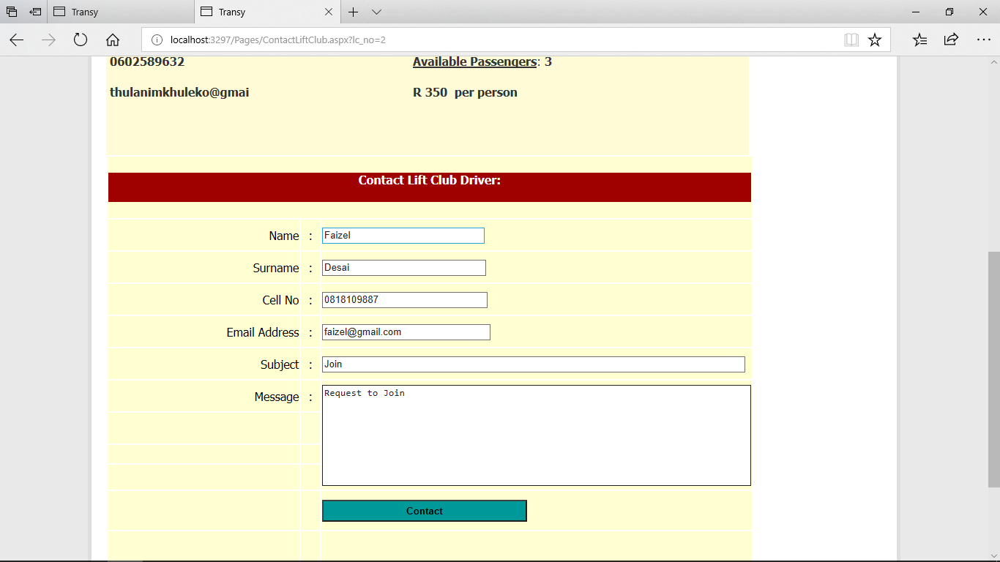 Transy
Transy
localhost:3297/Pages/ContactLiftClub.aspx?lc_no=2
0602589632
Available Passengers: 3
thulanimkhuleko@gmai
R 350 per person
Contact Lift Club Driver:
Name : Faizel
Surname : Desai
Cell No : 0818109887
Email Address : faizel@gmail.com
Subject : Join
Message : Request to Join
Contact